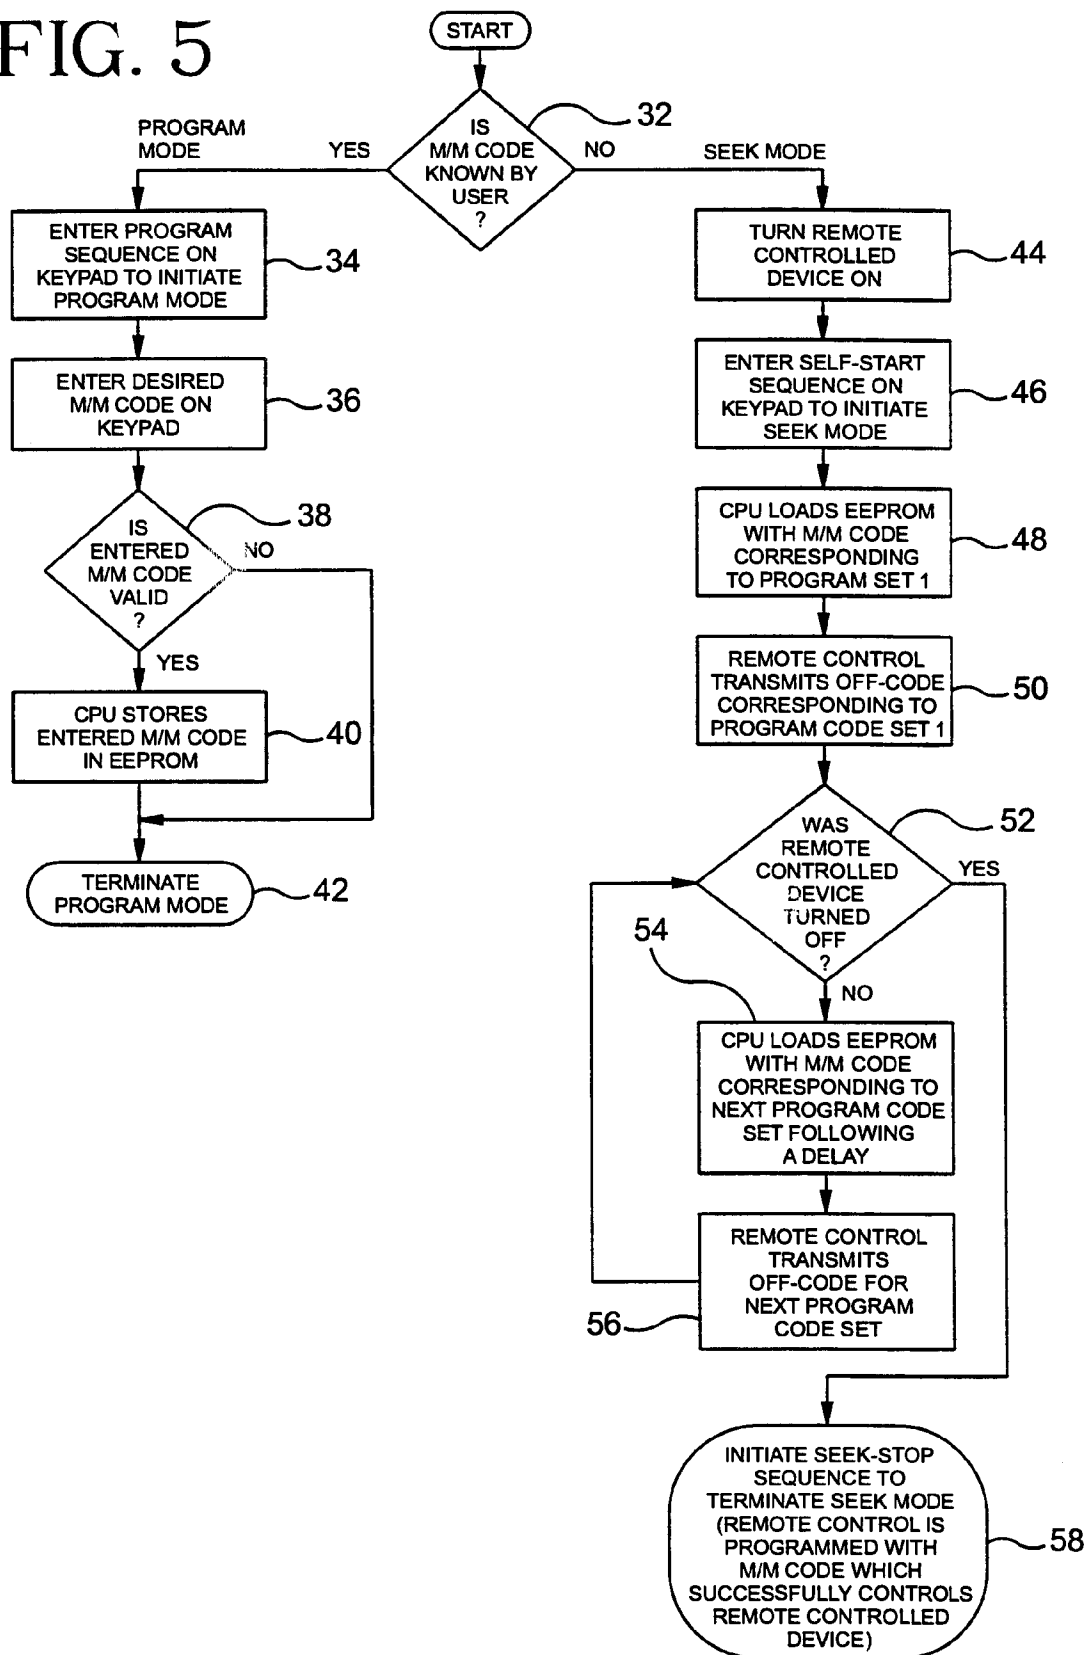 FIG. 5
START
IS
M/M CODE
KNOWN BY
USER
?
32
PROGRAM
MODE
YES
NO
SEEK MODE
ENTER PROGRAM
SEQUENCE ON
KEYPAD TO INITIATE
PROGRAM MODE
34
ENTER DESIRED
M/M CODE ON
KEYPAD
36
IS
ENTERED
M/M CODE
VALID
?
38
NO
YES
CPU STORES
ENTERED M/M CODE
IN EEPROM
40
TERMINATE
PROGRAM MODE
42
TURN REMOTE
CONTROLLED
DEVICE ON
44
ENTER SELF-START
SEQUENCE ON
KEYPAD TO INITIATE
SEEK MODE
46
CPU LOADS EEPROM
WITH M/M CODE
CORRESPONDING
TO PROGRAM SET 1
48
REMOTE CONTROL
TRANSMITS OFF-CODE
CORRESPONDING TO
PROGRAM CODE SET 1
50
WAS
REMOTE
CONTROLLED
DEVICE
TURNED
OFF
?
52
YES
NO
54
CPU LOADS EEPROM
WITH M/M CODE
CORRESPONDING TO
NEXT PROGRAM CODE
SET FOLLOWING
A DELAY
REMOTE CONTROL
TRANSMITS
OFF-CODE FOR
NEXT PROGRAM
CODE SET
56
INITIATE SEEK-STOP
SEQUENCE TO
TERMINATE SEEK MODE
(REMOTE CONTROL IS
PROGRAMMED WITH
M/M CODE WHICH
SUCCESSFULLY CONTROLS
REMOTE CONTROLLED
DEVICE)
58